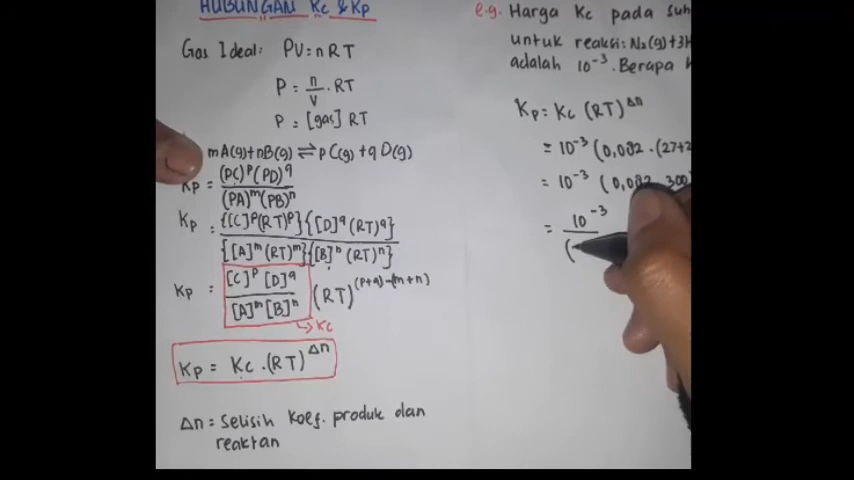 HUBUNGAN Kc & Kp
Gas Ideal: PV = n RT
P = n/V . RT
P = [gas] RT
mA(g)+nB(g) ⇌ pC(g)+qD(g)
Kp = (PC)^p (PD)^q / (PA)^m (PB)^n
Kp = {[C]^p (RT)^p} {[D]^q (RT)^q} / {[A]^m (RT)^m} {[B]^n (RT)^n}
Kp = [C]^p [D]^q / [A]^m [B]^n (RT)^(p+q)-(m+n)
↳ Kc
Kp = Kc . (RT)^Δn
Δn = Selisih koef. produk dan
reaktan
e.g. Harga Kc pada suh
untuk reaksi: N₂(g)+3H
adalah 10⁻³. Berapa
Kp = Kc (RT)^Δn
= 10⁻³ (0,082 . (27+2
= 10⁻³ (0,082 . 300)
= 10⁻³ / (